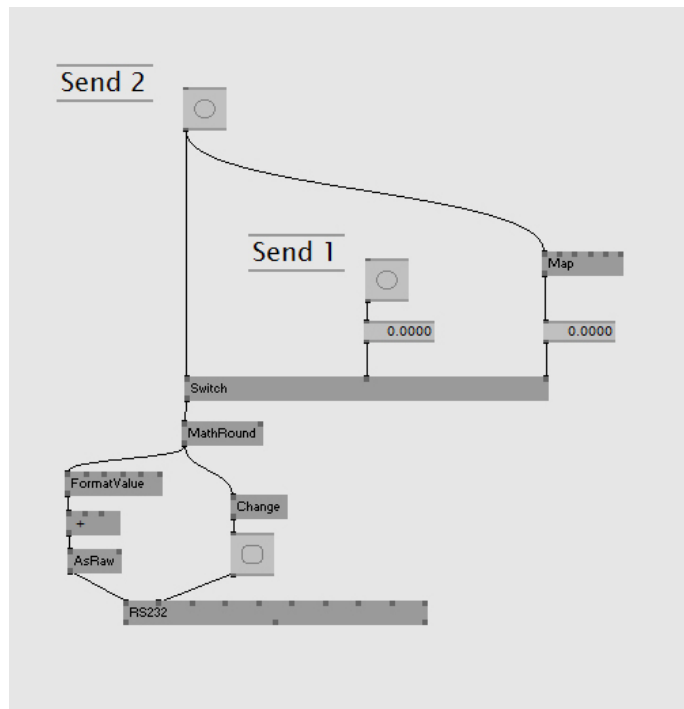 Send 2
Send 1
Map
0.0000
0.0000
Switch
MathRound
FormatValue
Change
+
AsRaw
RS232